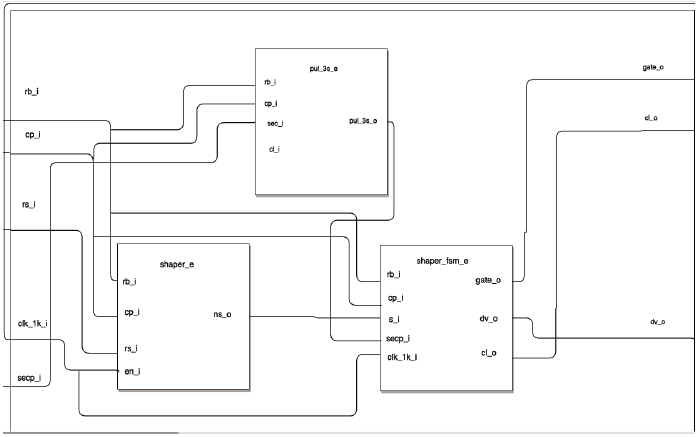 rb_i
cp_i
rs_i
clk_1k_i
secp_i
pul_3s_e
rb_i
cp_i
sec_i
cl_i
pul_3s_o
shaper_e
rb_i
cp_i
rs_i
en_i
ns_o
shaper_fsm_e
rb_i
cp_i
s_i
secp_i
clk_1k_i
gate_o
dv_o
cl_o
gate_o
cl_o
dv_o